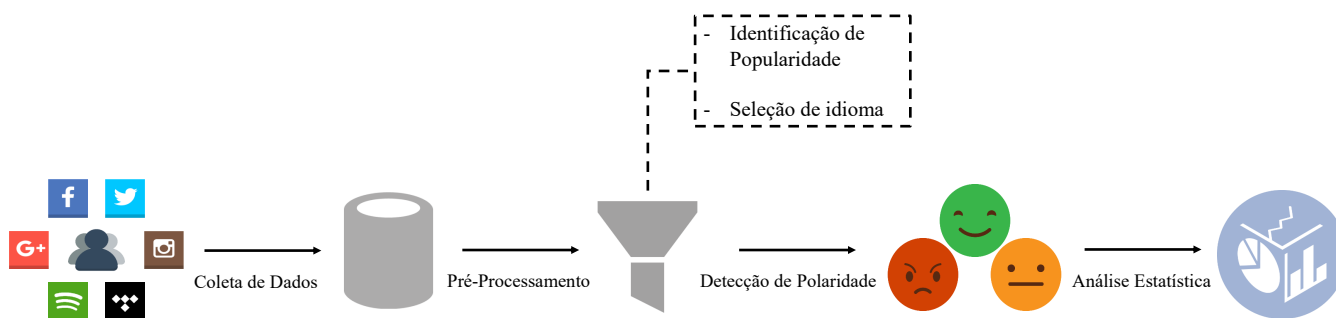 - Identificação de
Popularidade
- Seleção de idioma
f
G+
Coleta de Dados
Pré-Processamento
Detecção de Polaridade
Análise Estatística